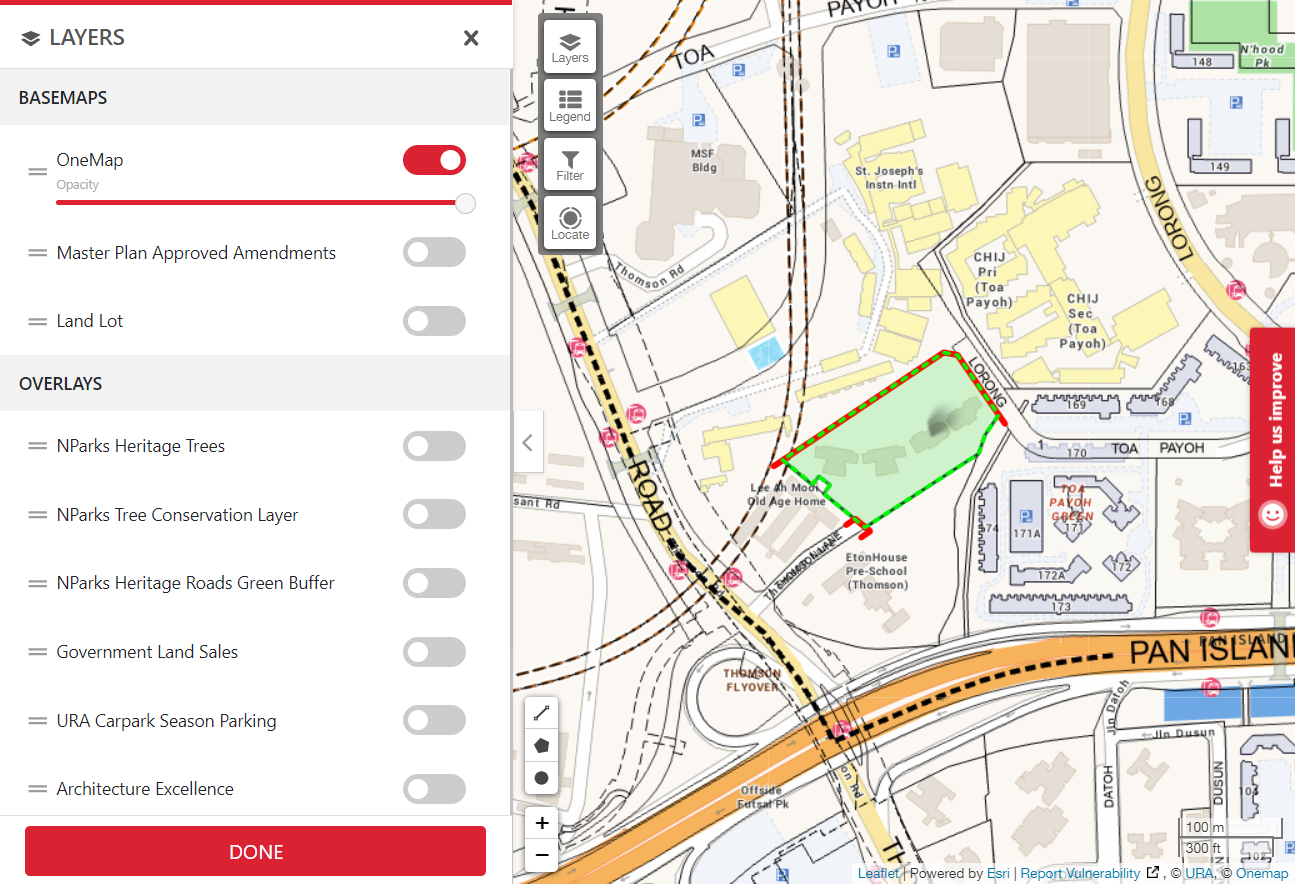 LAYERS
BASEMAPS
OneMap
Opacity
Master Plan Approved Amendments
Land Lot
OVERLAYS
NParks Heritage Trees
NParks Tree Conservation Layer
NParks Heritage Roads Green Buffer
Government Land Sales
URA Carpark Season Parking
Architecture Excellence
DONE
Layers
Legend
Filter
Locate
TOA
PAYOH
N'hood
Pk
148
149
MSF
Bldg
St. Joseph's
Instn Intl
LORONG
CHIJ
Pri
(Toa
Payoh)
CHIJ
Sec
(Toa
Payoh)
Thomson Rd
LORONG
163
168
169
Help us improve
1
170
TOA
PAYOH
ROAD
Lee Ah Mooi
Old Age Home
sant Rd
TOA
PAYOH
GREEN
171
171A
174
172
172A
173
THOMSON LANE
EtonHouse
Pre-School
(Thomson)
PAN ISLAND
PAN ISLAN
THOMSON
FLYOVER
Jln Datoh
Jln Dusun
DATOH
DUSUN
on Rd
Offside
Futsal Pk
TH
104
102
+
−
100 m
300 ft
Leaflet | Powered by Esri | Report Vulnerability , © URA, © Onemap